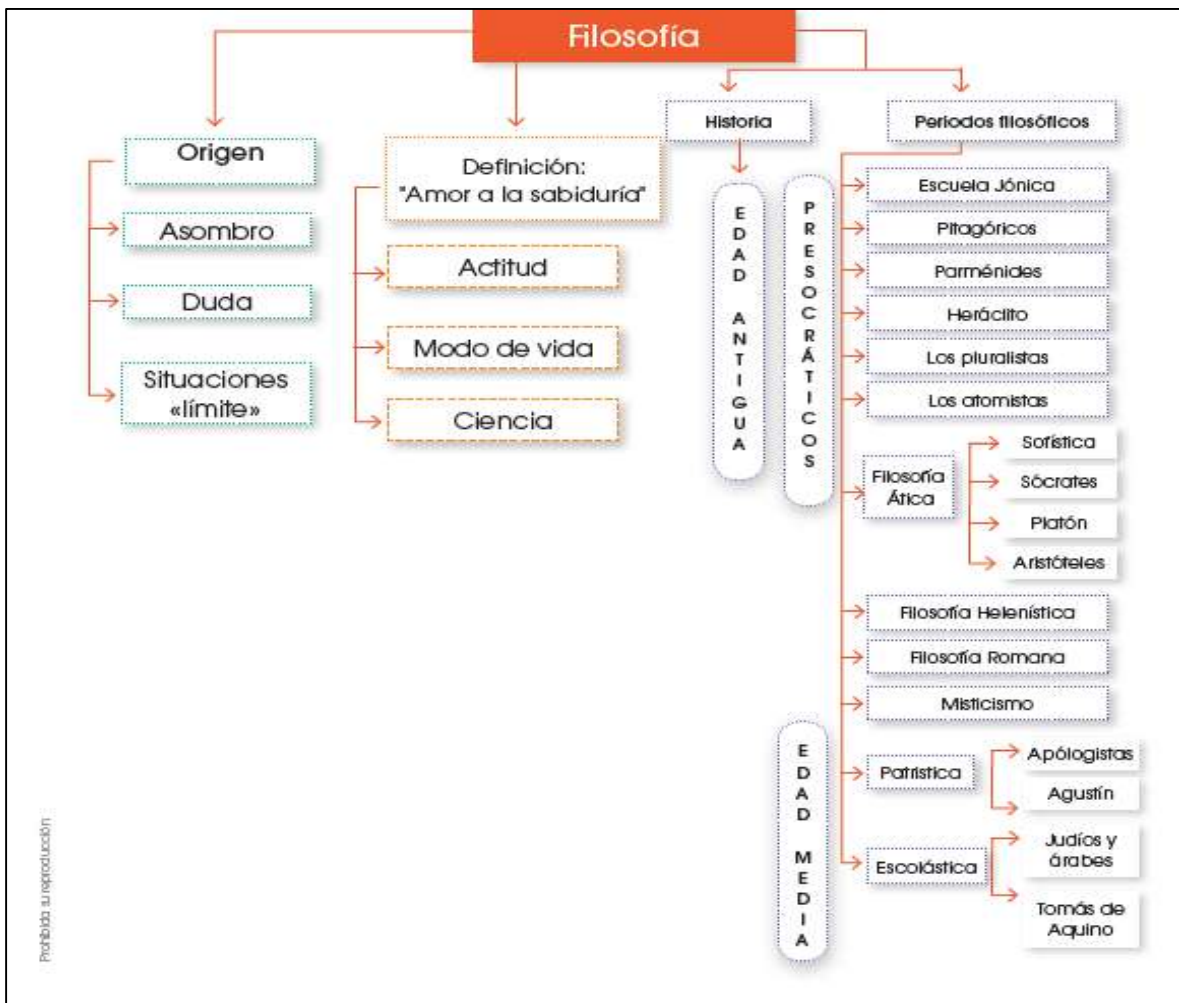 Filosofía
Origen
Asombro
Duda
Situaciones
«límite»
Definición:
"Amor a la sabiduría"
Actitud
Modo de vida
Ciencia
Historia
EDAD ANTIGUA
Periodos filosóficos
PRESOCRÁTICOS
Escuela Jónica
Pitagóricos
Parménides
Heráclito
Los pluralistas
Los atomistas
Filosofía
Ática
Sofística
Sócrates
Platón
Aristóteles
Filosofía Helenística
Filosofía Romana
Misticismo
EDAD MEDIA
Patrística
Apólogistas
Agustín
Escolástica
Judíos y
árabes
Tomás de
Aquino
Prohibida su reproducción